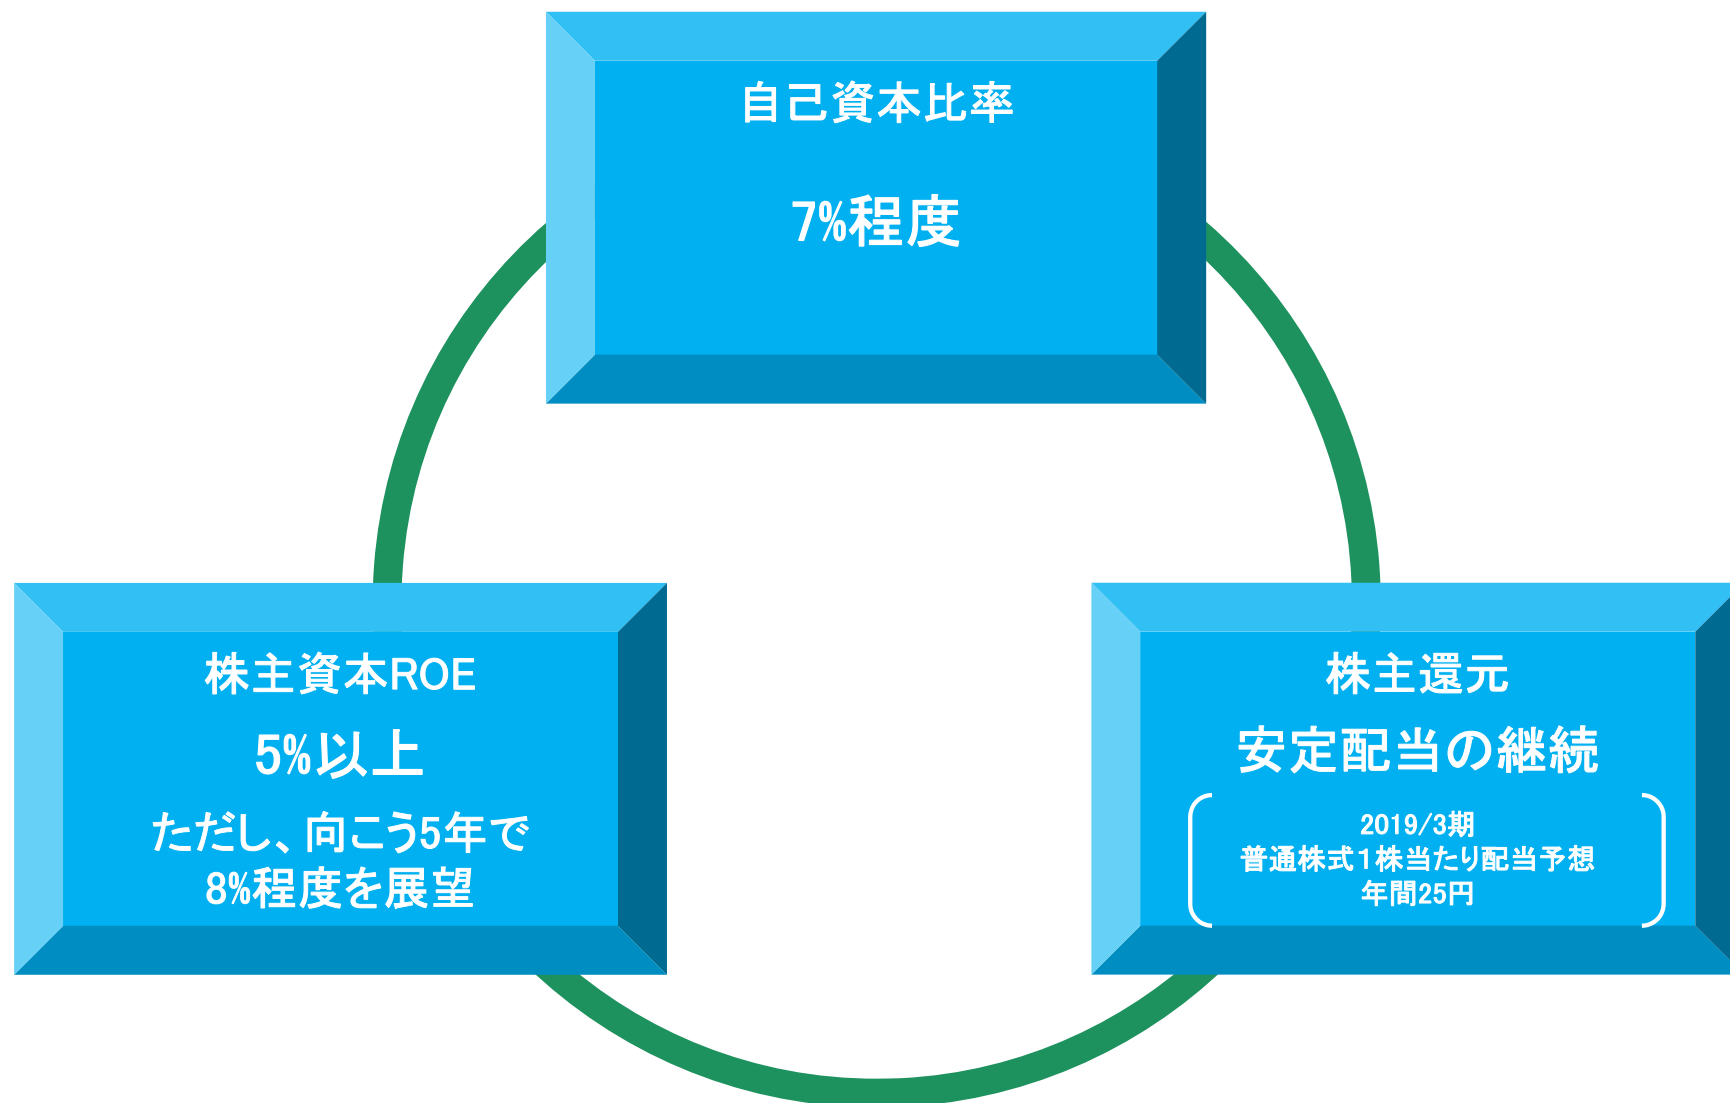 自己資本比率
7%程度
株主資本ROE
5%以上
ただし、向こう5年で
8%程度を展望
株主還元
安定配当の継続
2019/3期
普通株式1株当たり配当予想
年間25円